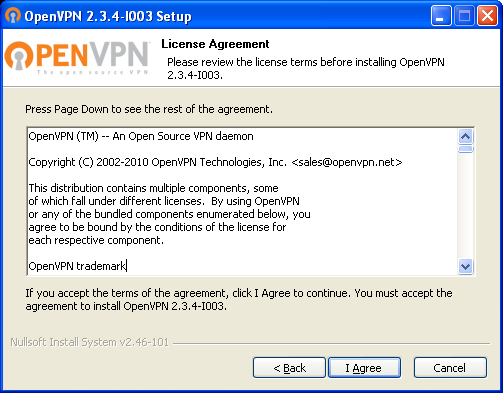 OpenVPN 2.3.4-I003 Setup
OPENVPN
The open source VPN
License Agreement
Please review the license terms before installing OpenVPN
2.3.4-I003.
Press Page Down to see the rest of the agreement.
OpenVPN (TM) -- An Open Source VPN daemon
Copyright (C) 2002-2010 OpenVPN Technologies, Inc. <sales@openvpn.net>
This distribution contains multiple components, some
of which fall under different licenses.  By using OpenVPN
or any of the bundled components enumerated below, you
agree to be bound by the conditions of the license for
each respective component.
OpenVPN trademark
If you accept the terms of the agreement, click I Agree to continue. You must accept the
agreement to install OpenVPN 2.3.4-I003.
Nullsoft Install System v2.46-101
< Back
I Agree
Cancel